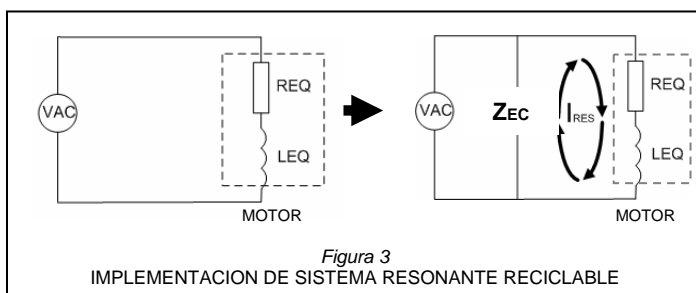 VAC
REQ
LEQ
MOTOR
VAC
ZEC
IRES
REQ
LEQ
MOTOR
Figura 3
IMPLEMENTACION DE SISTEMA RESONANTE RECICLABLE